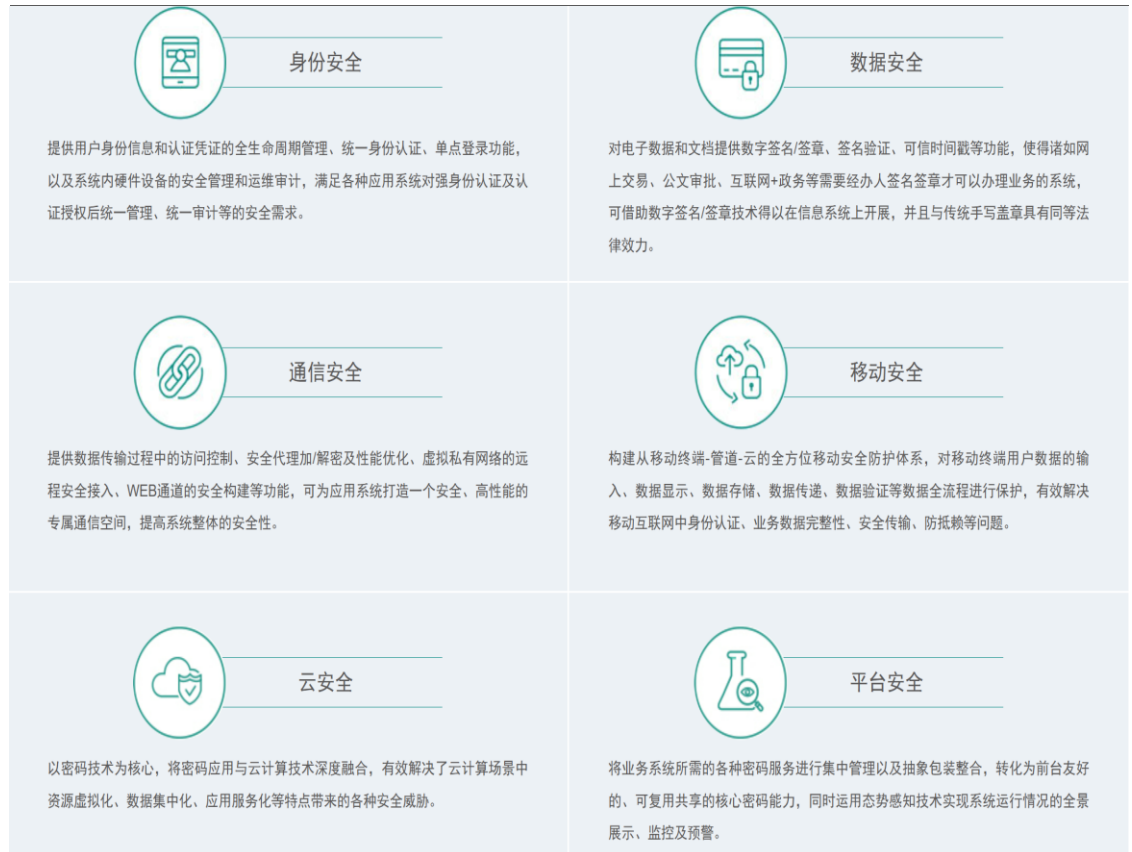 身份安全
提供用户身份信息和认证凭证的全生命周期管理、统一身份认证、单点登录功能，
以及系统内硬件设备的安全管理和运维审计，满足各种应用系统对强身份认证及认
证授权后统一管理、统一审计等的安全需求。
数据安全
对电子数据和文档提供数字签名/签章、签名验证、可信时间戳等功能，使得诸如网
上交易、公文审批、互联网+政务等需要经办人签名签章才可以办理业务的系统，
可借助数字签名/签章技术得以在信息系统上开展，并且与传统手写盖章具有同等法
律效力。
通信安全
提供数据传输过程中的访问控制、安全代理加/解密及性能优化、虚拟私有网络的远
程安全接入、WEB通道的安全构建等功能，可为应用系统打造一个安全、高性能的
专属通信空间，提高系统整体的安全性。
移动安全
构建从移动终端-管道-云的全方位移动安全防护体系，对移动终端用户数据的输
入、数据显示、数据存储、数据传递、数据验证等数据全流程进行保护，有效解决
移动互联网中身份认证、业务数据完整性、安全传输、防抵赖等问题。
云安全
以密码技术为核心，将密码应用与云计算技术深度融合，有效解决了云计算场景中
资源虚拟化、数据集中化、应用服务化等特点带来的各种安全威胁。
平台安全
将业务系统所需的各种密码服务进行集中管理以及抽象包装整合，转化为前台友好
的、可复用共享的核心密码能力，同时运用态势感知技术实现系统运行情况的全景
展示、监控及预警。